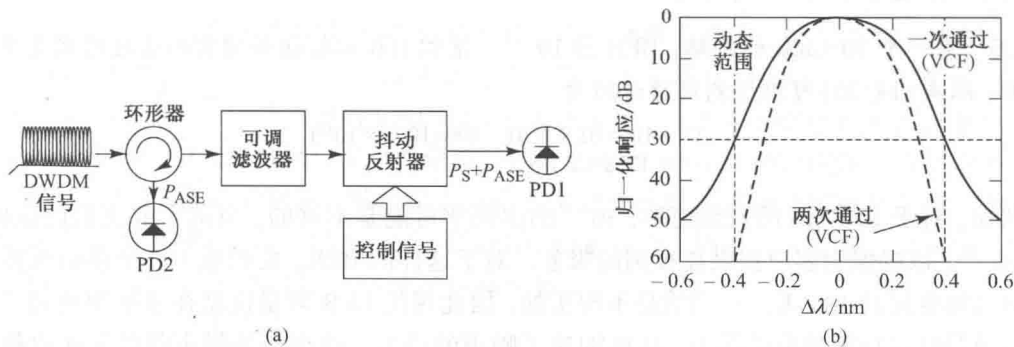 环形器
DWDM
信号
P_ASE
PD2
可调
滤波器
抖动
反射器
控制信号
P_S+P_ASE
PD1
(a)
归一化响应/dB
0
10
20
30
40
50
60
动态
范围
一次通过
(VCF)
两次通过
(VCF)
−0.6 −0.4 −0.2 0 0.2 0.4 0.6
Δλ/nm
(b)